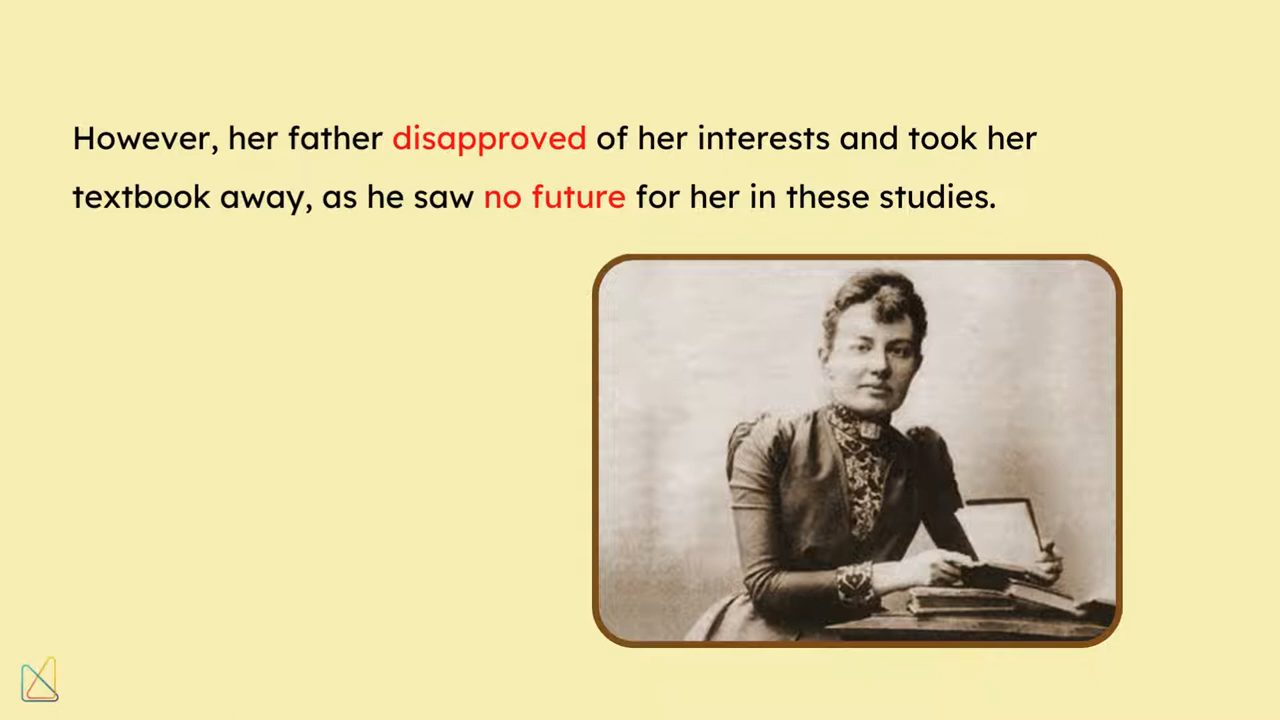 However, her father disapproved of her interests and took her
textbook away, as he saw no future for her in these studies.